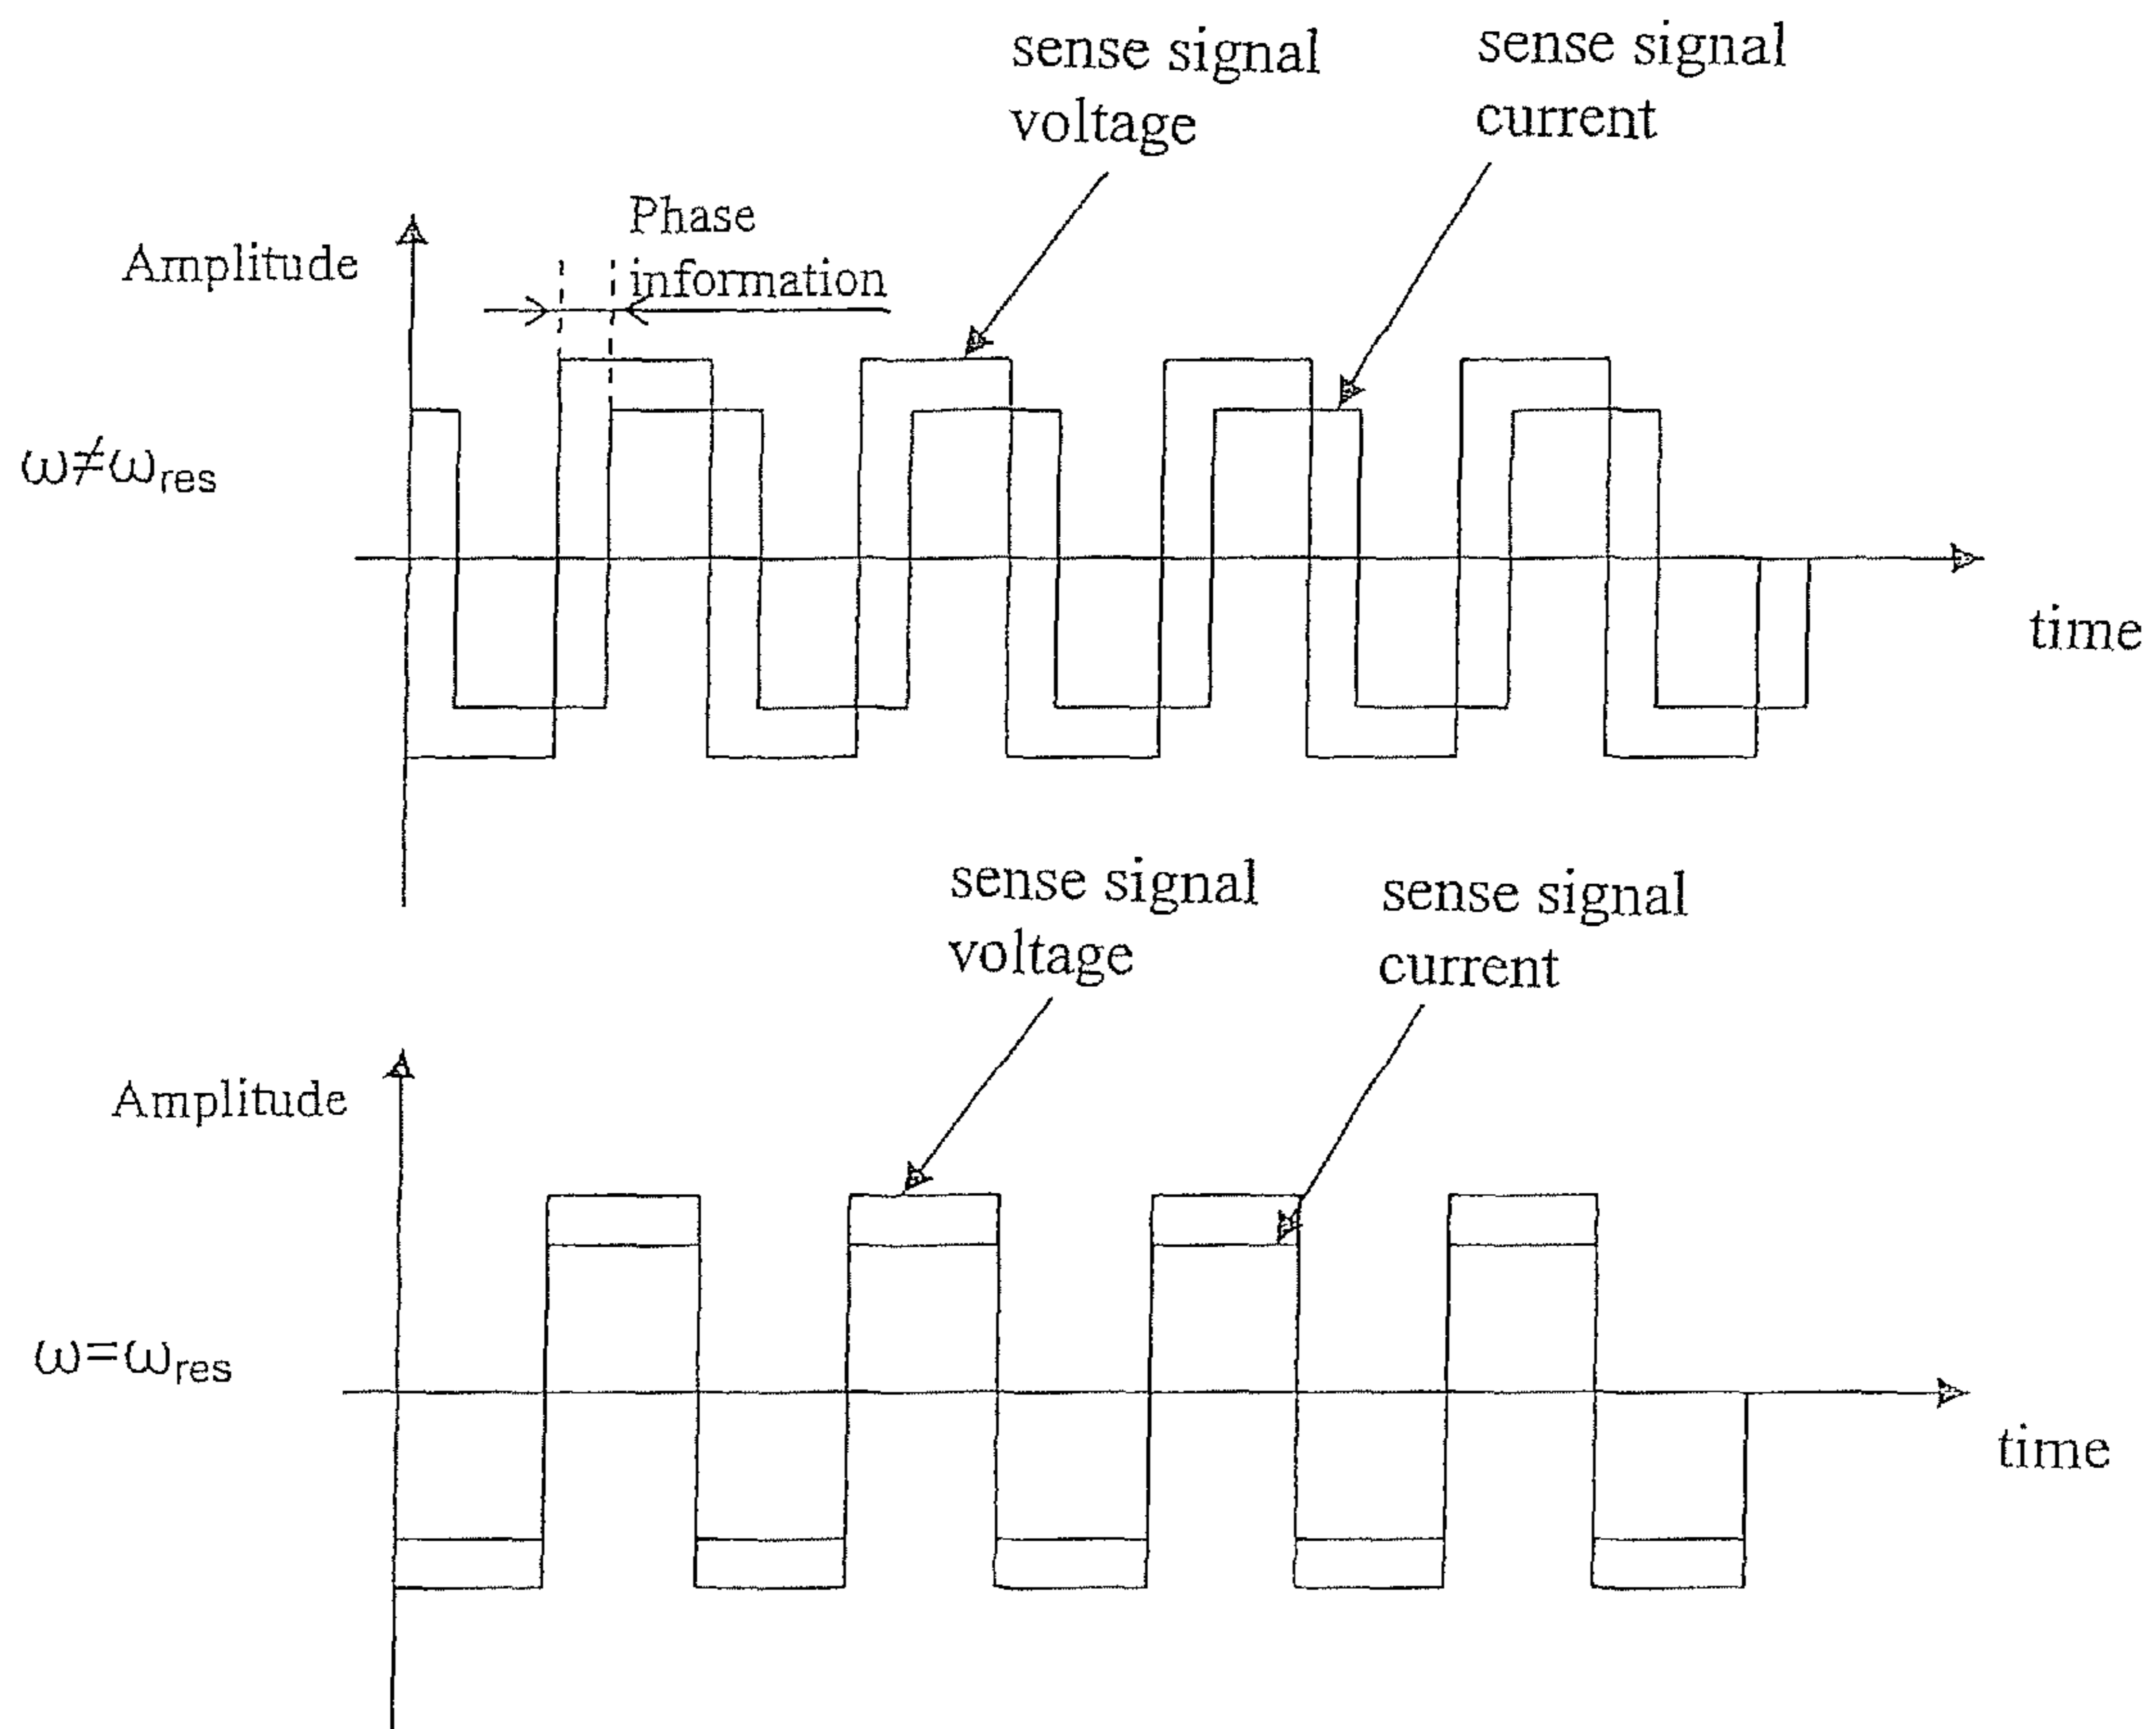 sense signal
voltage
sense signal
current
Phase
information
Amplitude
ω≠ωres
time
sense signal
voltage
sense signal
current
Amplitude
ω=ωres
time